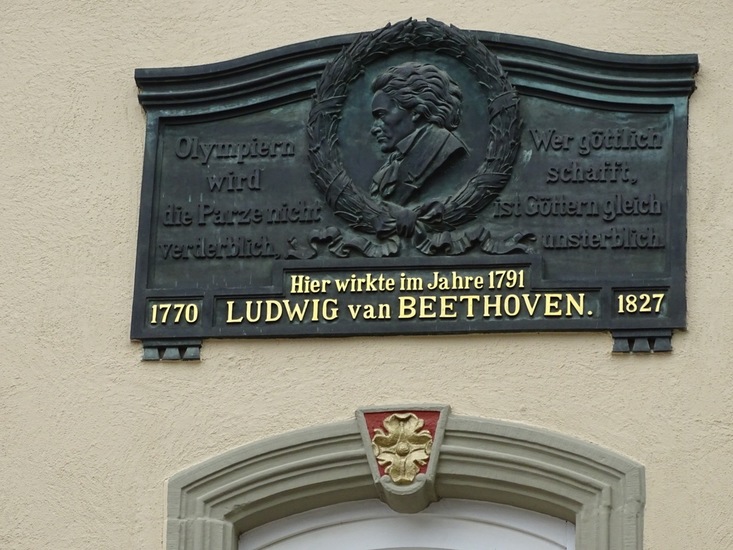 Olympiern
wird
die Parze nicht
verderblich,
Wer göttlich
schafft,
ist Göttern gleich
unsterblich.
Hier wirkte im Jahre 1791
1770 LUDWIG van BEETHOVEN. 1827